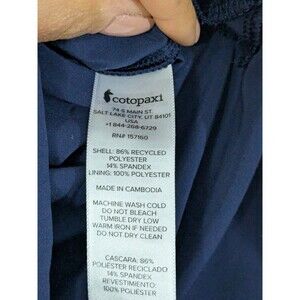 cotopaxi
74 S MAIN ST
SALT LAKE CITY, UT 84101
USA
+1 844-268-6729
RN# 157160
SHELL: 86% RECYCLED
POLYESTER
14% SPANDEX
LINING: 100% POLYESTER
MADE IN CAMBODIA
MACHINE WASH COLD
DO NOT BLEACH
TUMBLE DRY LOW
WARM IRON IF NEEDED
DO NOT DRY CLEAN
CASCARA: 86%
POLIESTER RECICLADO
14% SPANDEX
REVESTIMIENTO:
100% POLIESTER